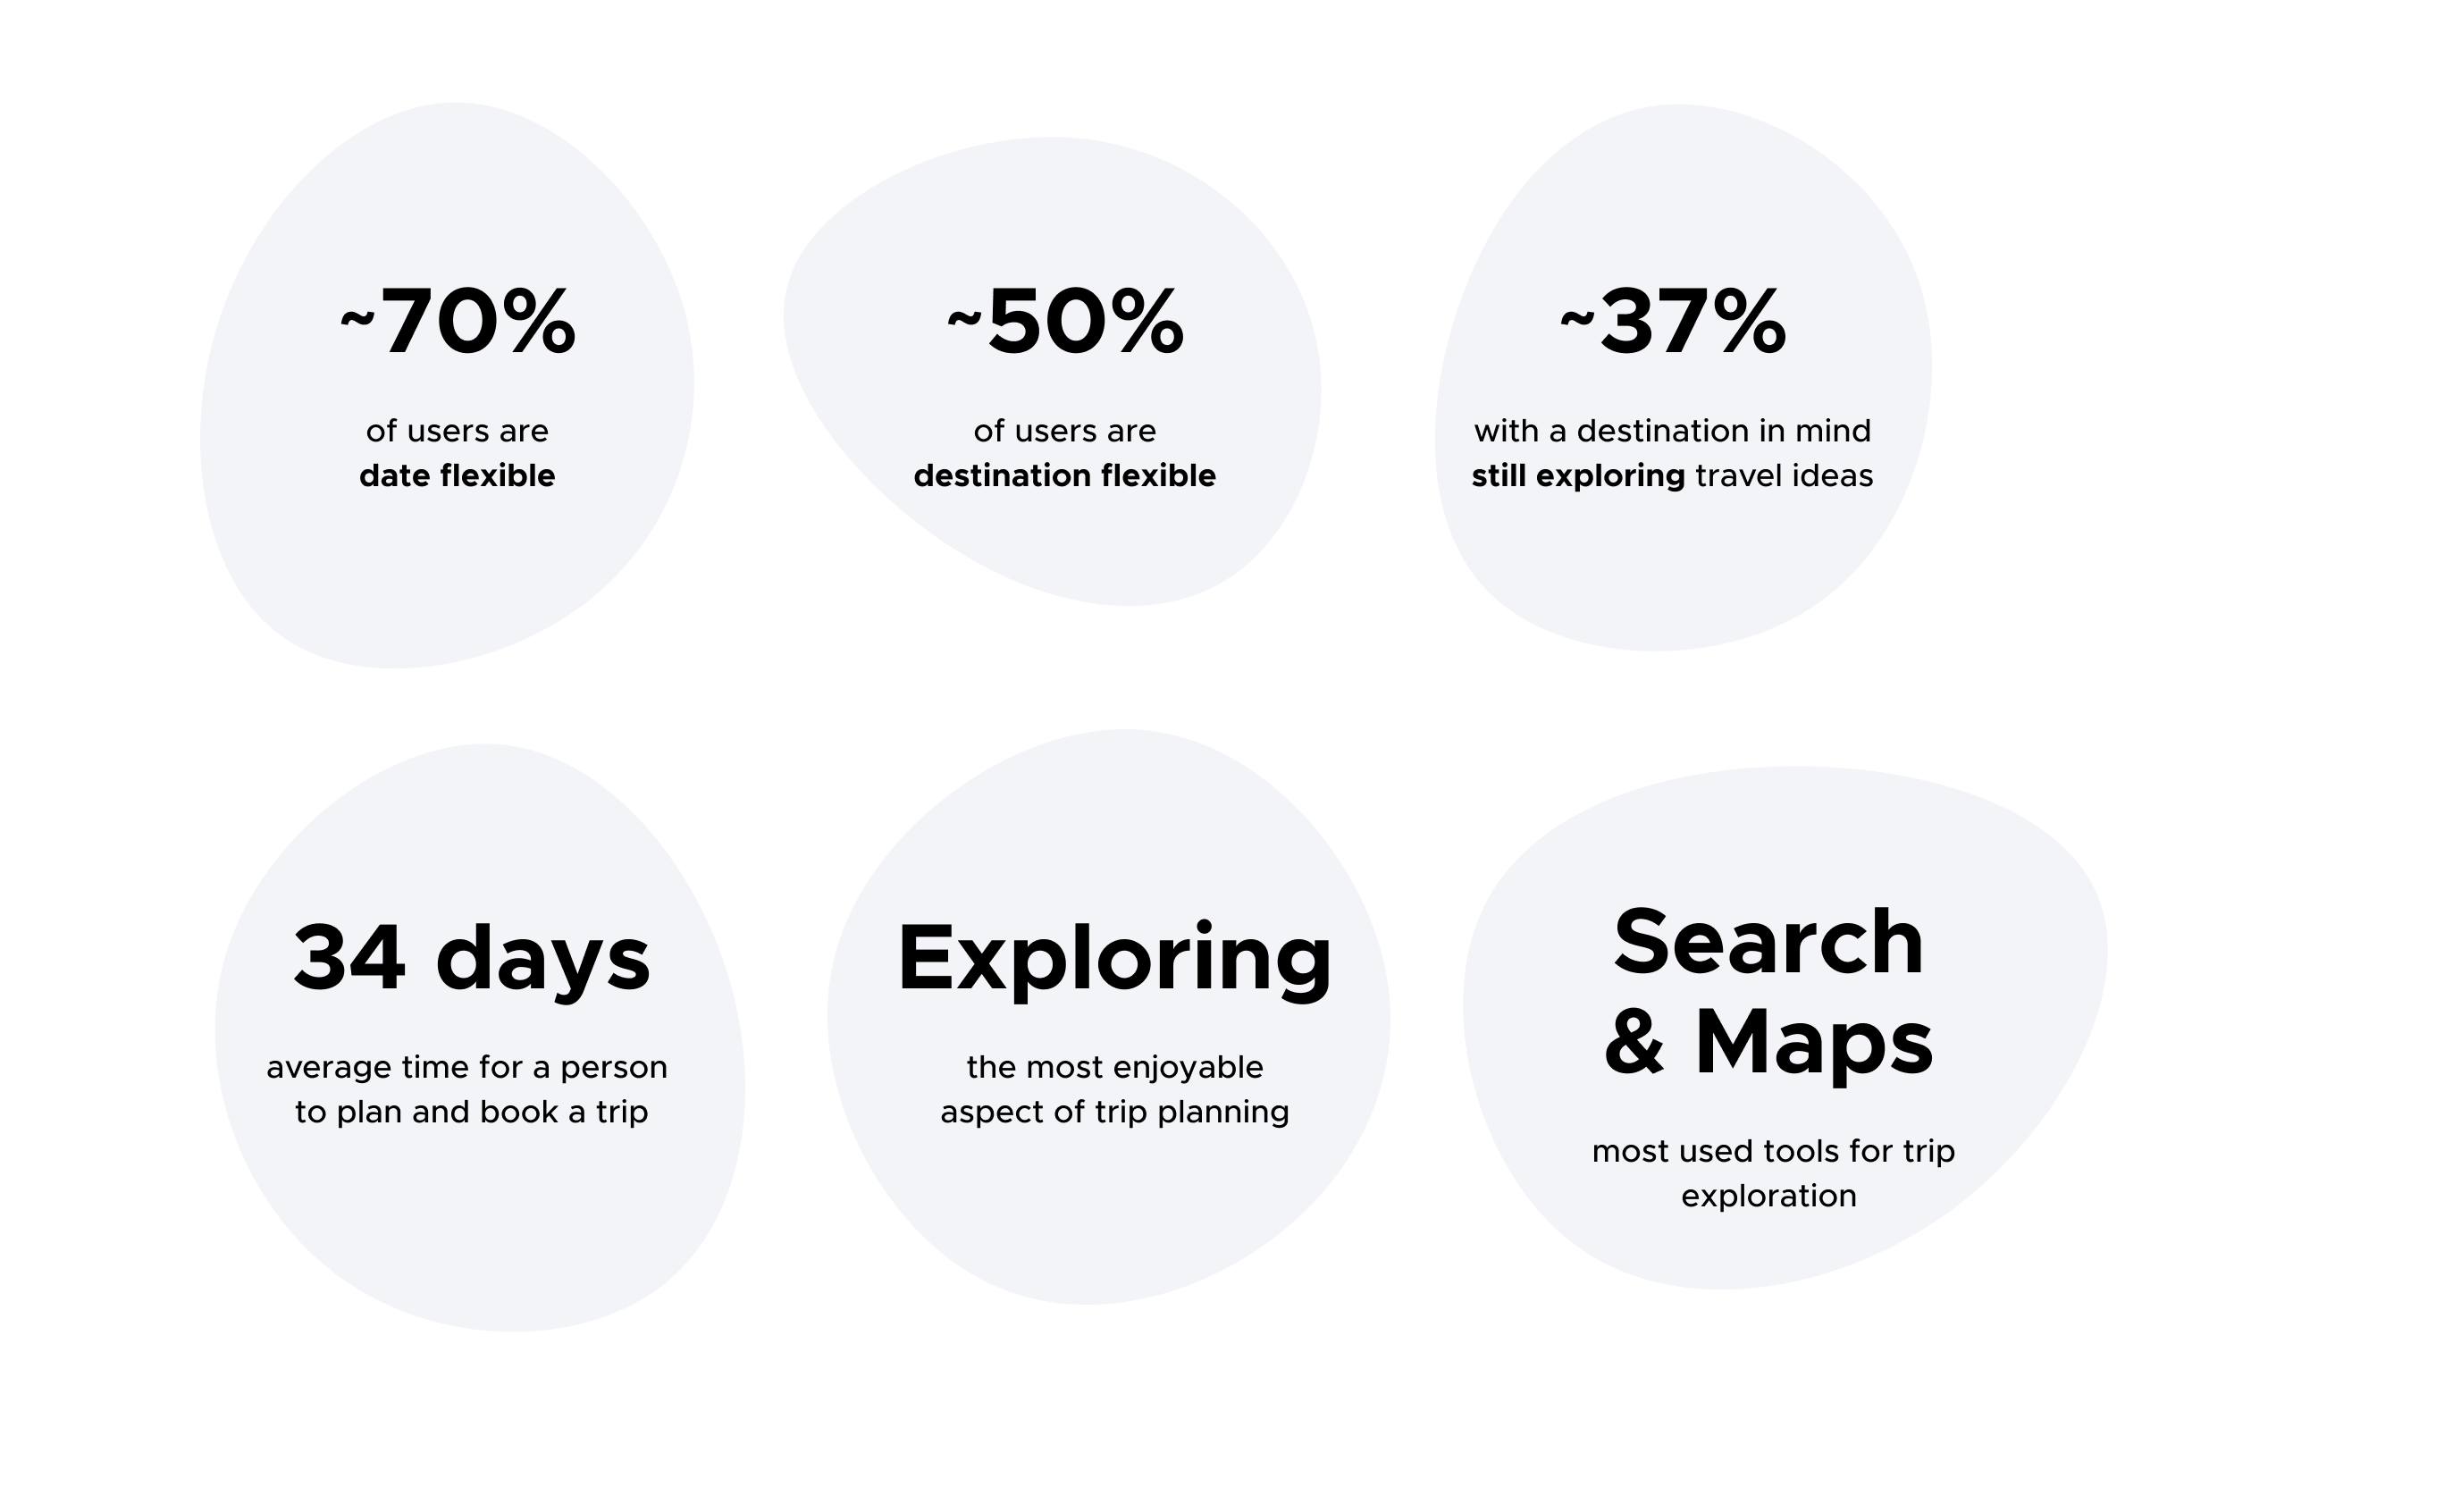 ~70%
of users are
date flexible
~50%
of users are
destination flexible
~37%
with a destination in mind
still exploring travel ideas
34 days
average time for a person
to plan and book a trip
Exploring
the most enjoyable
aspect of trip planning
Search
& Maps
most used tools for trip
exploration